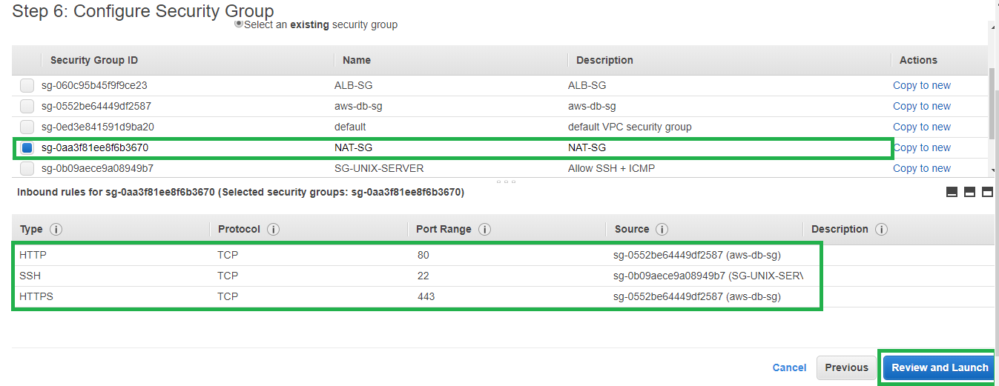 Step 6: Configure Security Group
Select an existing security group
Security Group ID Name Description Actions
sg-060c95b45f9f9ce23 ALB-SG ALB-SG Copy to new
sg-0552be64449df2587 aws-db-sg aws-db-sg Copy to new
sg-0ed3e841591d9ba20 default default VPC security group Copy to new
sg-0aa3f81ee8f6b3670 NAT-SG NAT-SG Copy to new
sg-0b09aece9a08949b7 SG-UNIX-SERVER Allow SSH + ICMP Copy to new
Inbound rules for sg-0aa3f81ee8f6b3670 (Selected security groups: sg-0aa3f81ee8f6b3670)
Type i Protocol i Port Range i Source i Description i
HTTP TCP 80 sg-0552be64449df2587 (aws-db-sg)
SSH TCP 22 sg-0b09aece9a08949b7 (SG-UNIX-SERV
HTTPS TCP 443 sg-0552be64449df2587 (aws-db-sg)
Cancel Previous Review and Launch